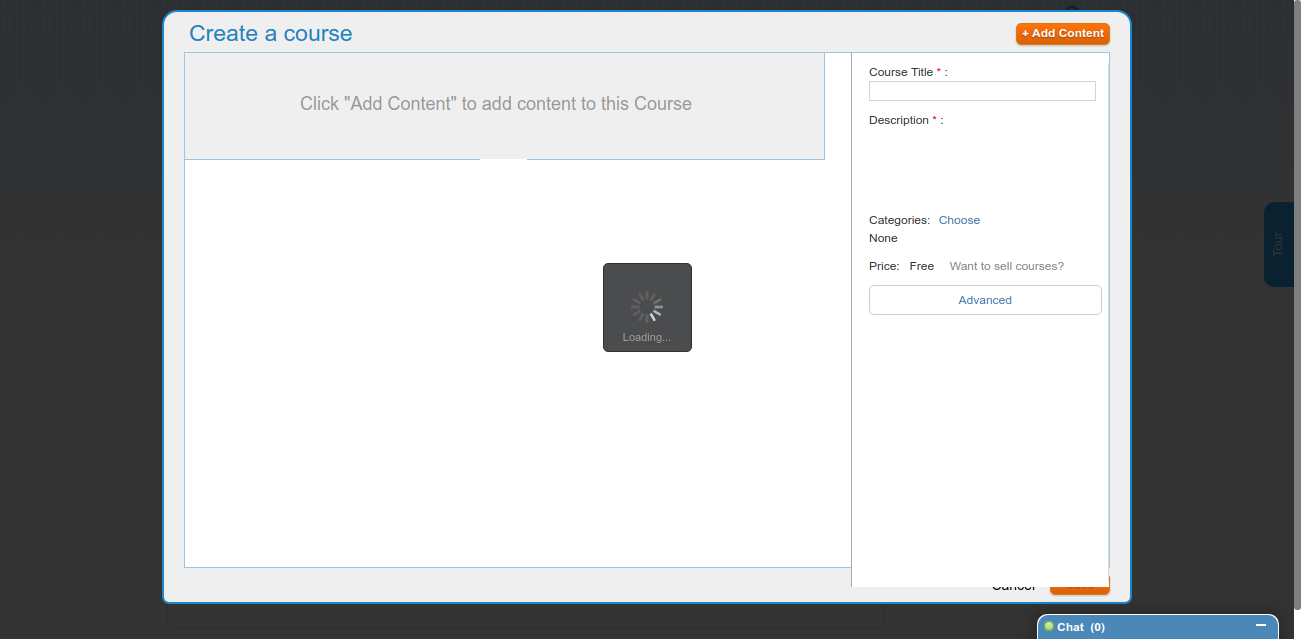 Create a course
+ Add Content
Click "Add Content" to add content to this Course
Course Title * :
Description * :
Categories: Choose
None
Price: Free Want to sell courses?
Advanced
Loading...
Tour
Cancel
Chat (0)